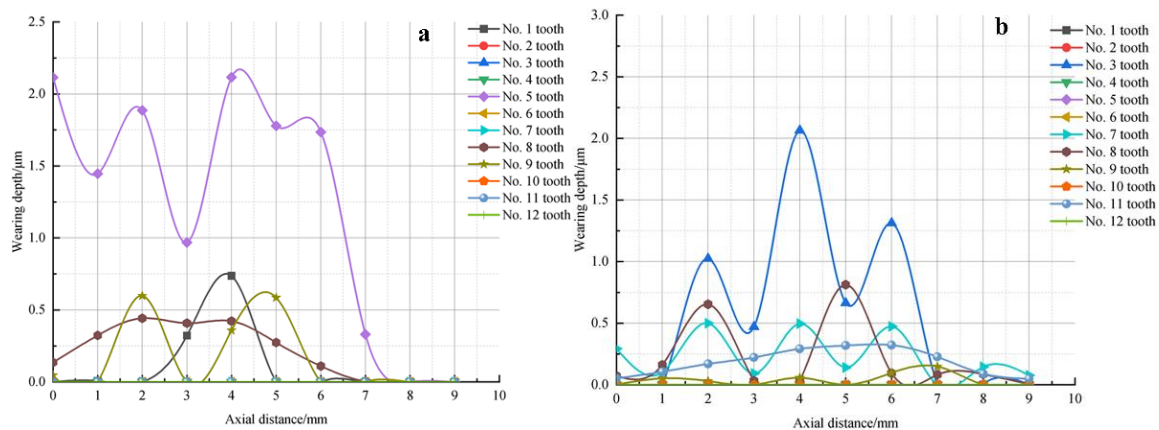 a
2.5
2.0
1.5
1.0
0.5
0.0
Wearing depth/μm
0 1 2 3 4 5 6 7 8 9 10
Axial distance/mm
No. 1 tooth
No. 2 tooth
No. 3 tooth
No. 4 tooth
No. 5 tooth
No. 6 tooth
No. 7 tooth
No. 8 tooth
No. 9 tooth
No. 10 tooth
No. 11 tooth
No. 12 tooth
b
3.0
2.5
2.0
1.5
1.0
0.5
0.0
Wearing depth/μm
0 1 2 3 4 5 6 7 8 9 10
Axial distance/mm
No. 1 tooth
No. 2 tooth
No. 3 tooth
No. 4 tooth
No. 5 tooth
No. 6 tooth
No. 7 tooth
No. 8 tooth
No. 9 tooth
No. 10 tooth
No. 11 tooth
No. 12 tooth